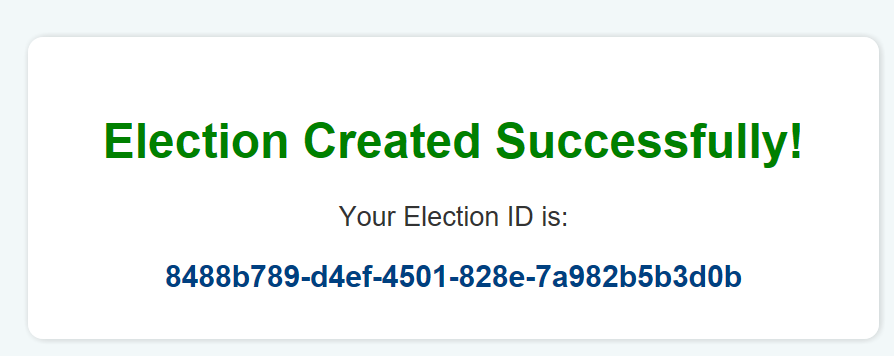 Election Created Successfully!
Your Election ID is:
8488b789-d4ef-4501-828e-7a982b5b3d0b